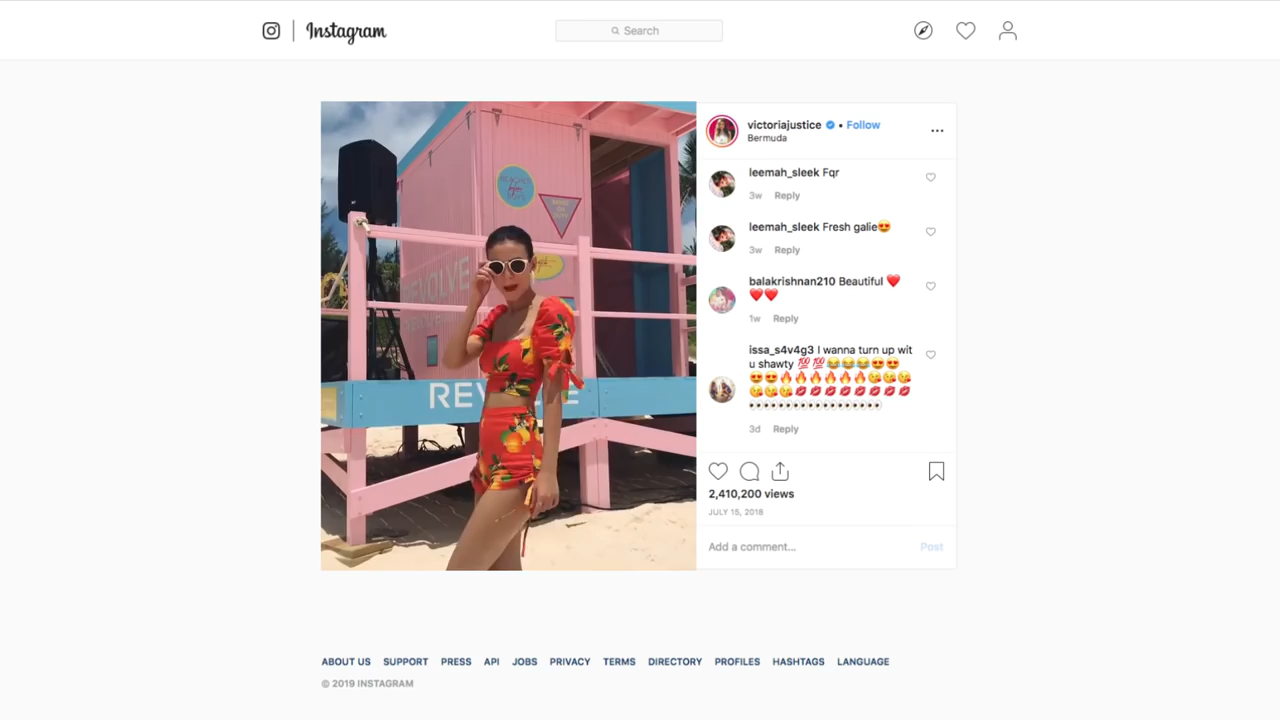 Instagram
Search
REVOLVE
REVOLVE
victoriajustice • Follow
Bermuda
leemah_sleek Fqr
3w Reply
leemah_sleek Fresh galie😍
3w Reply
balakrishnan210 Beautiful ❤️
❤️❤️
1w Reply
issa_s4v4g3 I wanna turn up wit
u shawty 💯💯😂😂😂😍😍
😍😍🔥🔥🔥🔥🔥🔥😘😘😘
😘😘😘💋💋💋💋💋💋💋💋
3d Reply
2,410,200 views
JULY 15, 2018
Add a comment...
Post
ABOUT US SUPPORT PRESS API JOBS PRIVACY TERMS DIRECTORY PROFILES HASHTAGS LANGUAGE
© 2019 INSTAGRAM